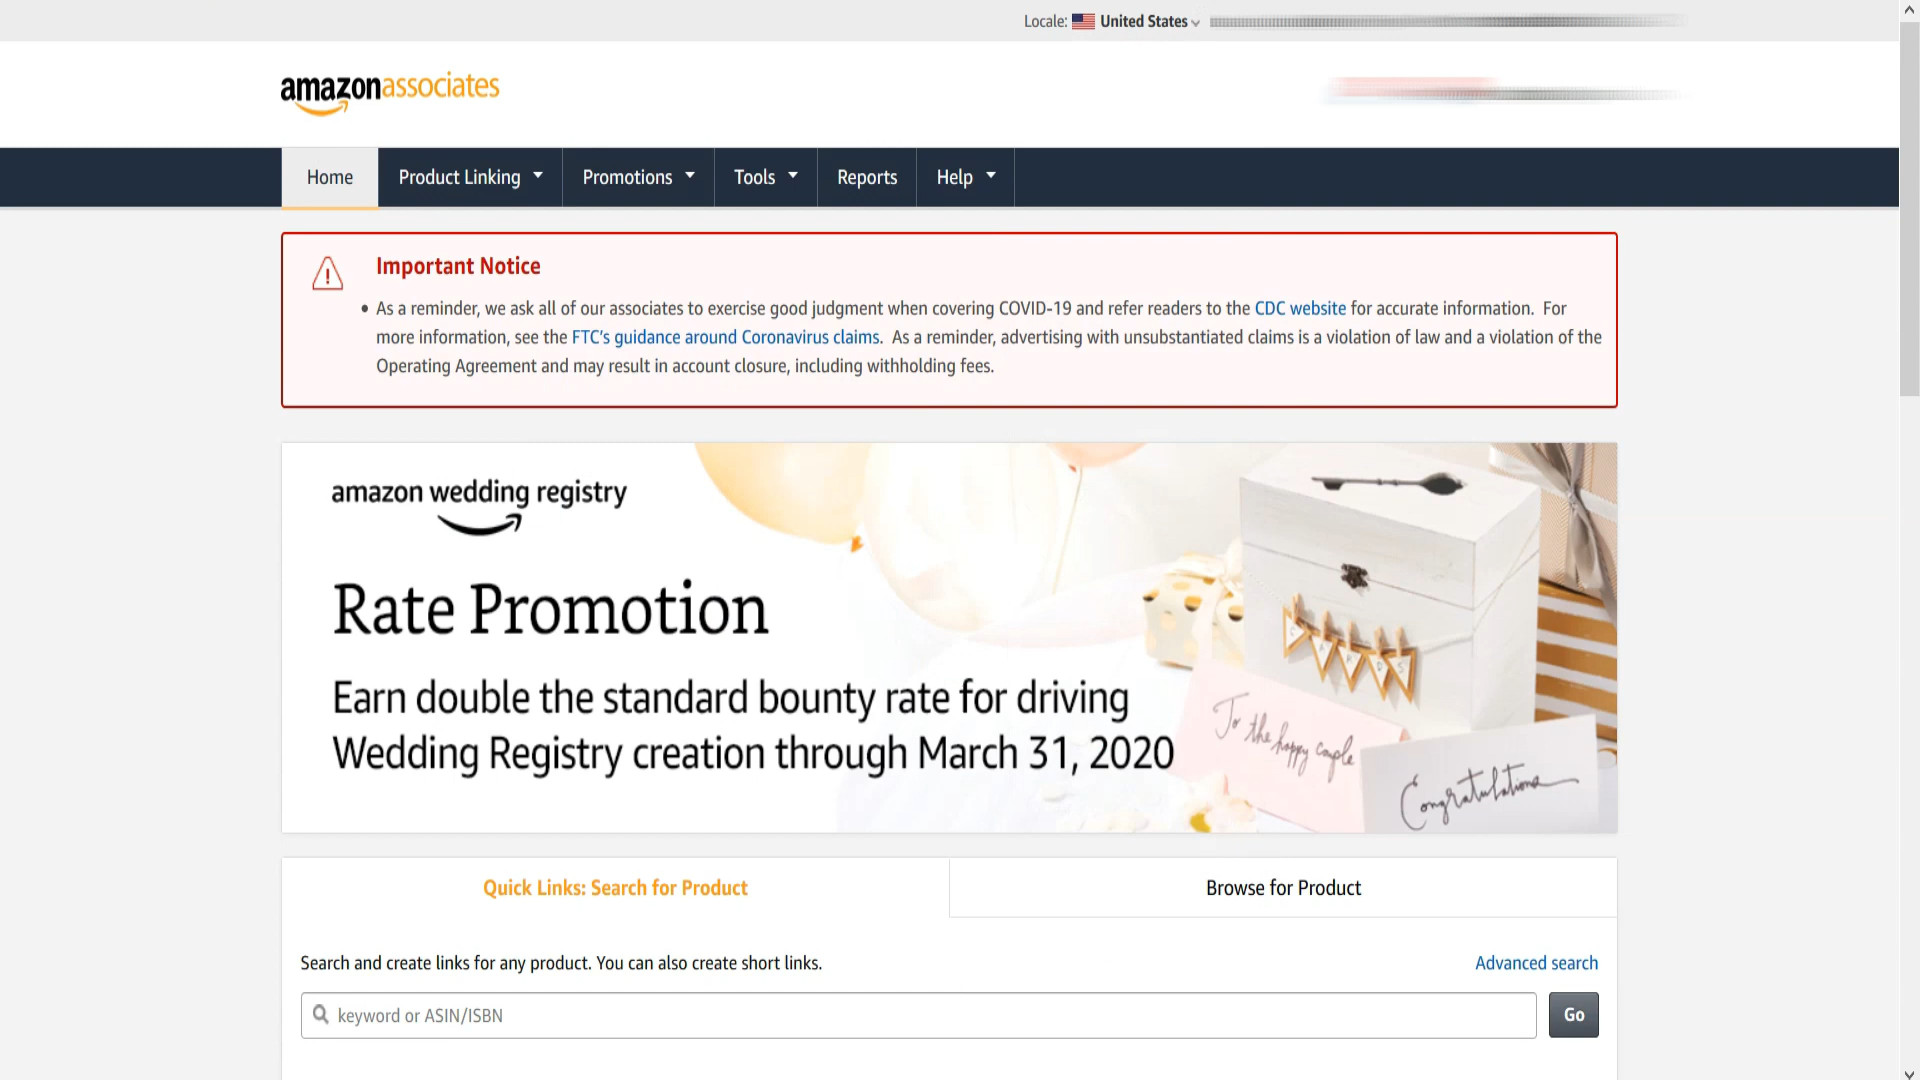 Locale: United States
amazonassociates
Home Product Linking Promotions Tools Reports Help
Important Notice
• As a reminder, we ask all of our associates to exercise good judgment when covering COVID-19 and refer readers to the CDC website for accurate information. For
more information, see the FTC's guidance around Coronavirus claims. As a reminder, advertising with unsubstantiated claims is a violation of law and a violation of the
Operating Agreement and may result in account closure, including withholding fees.
amazon wedding registry
Rate Promotion
Earn double the standard bounty rate for driving
Wedding Registry creation through March 31, 2020
CARDS
To the happy couple
Congratulations
Quick Links: Search for Product
Browse for Product
Search and create links for any product. You can also create short links.
Advanced search
keyword or ASIN/ISBN
Go